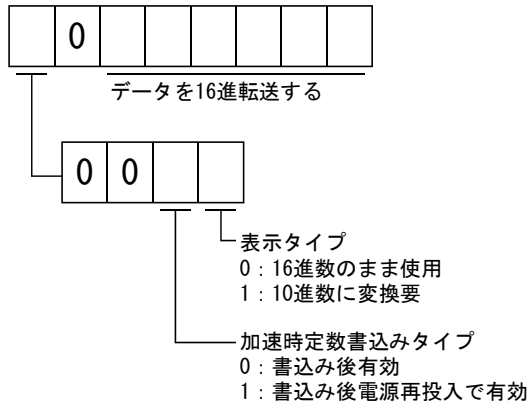 0
データを16進転送する
0 0
表示タイプ
0：16進数のまま使用
1：10進数に変換要
加速時定数書込みタイプ
0：書込み後有効
1：書込み後電源再投入で有効